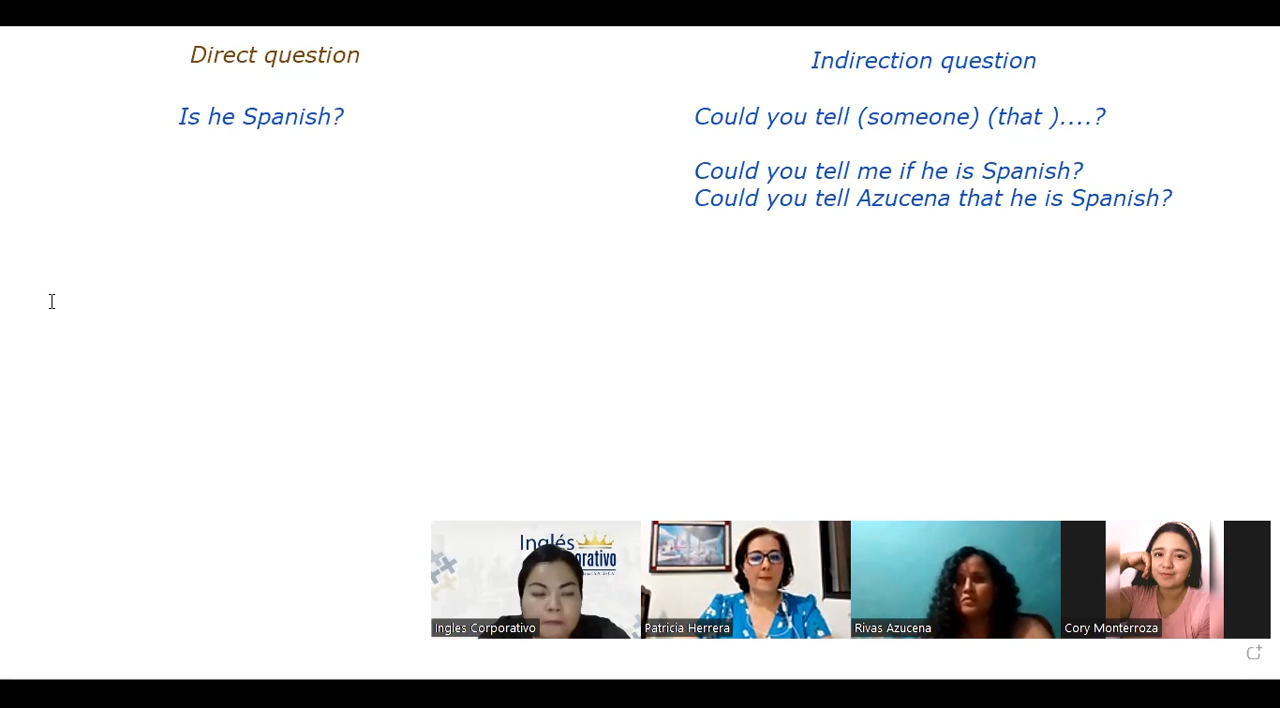 Direct question
Indirection question
Is he Spanish?
Could you tell (someone) (that )....?
Could you tell me if he is Spanish?
Could you tell Azucena that he is Spanish?
Inglés
orativo
Ingles Corporativo
Patricia Herrera
Rivas Azucena
Cory Monterroza